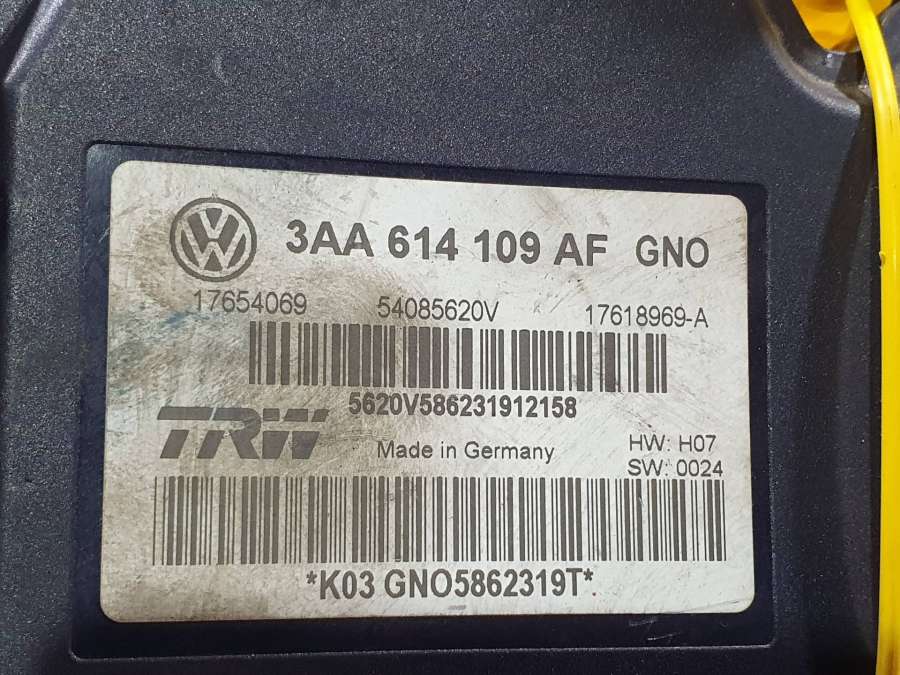 3AA 614 109 AF GNO
17654069 54085620V 17618969-A
5620V586231912158
TRW Made in Germany HW: H07
SW: 0024
*K03 GNO5862319T*